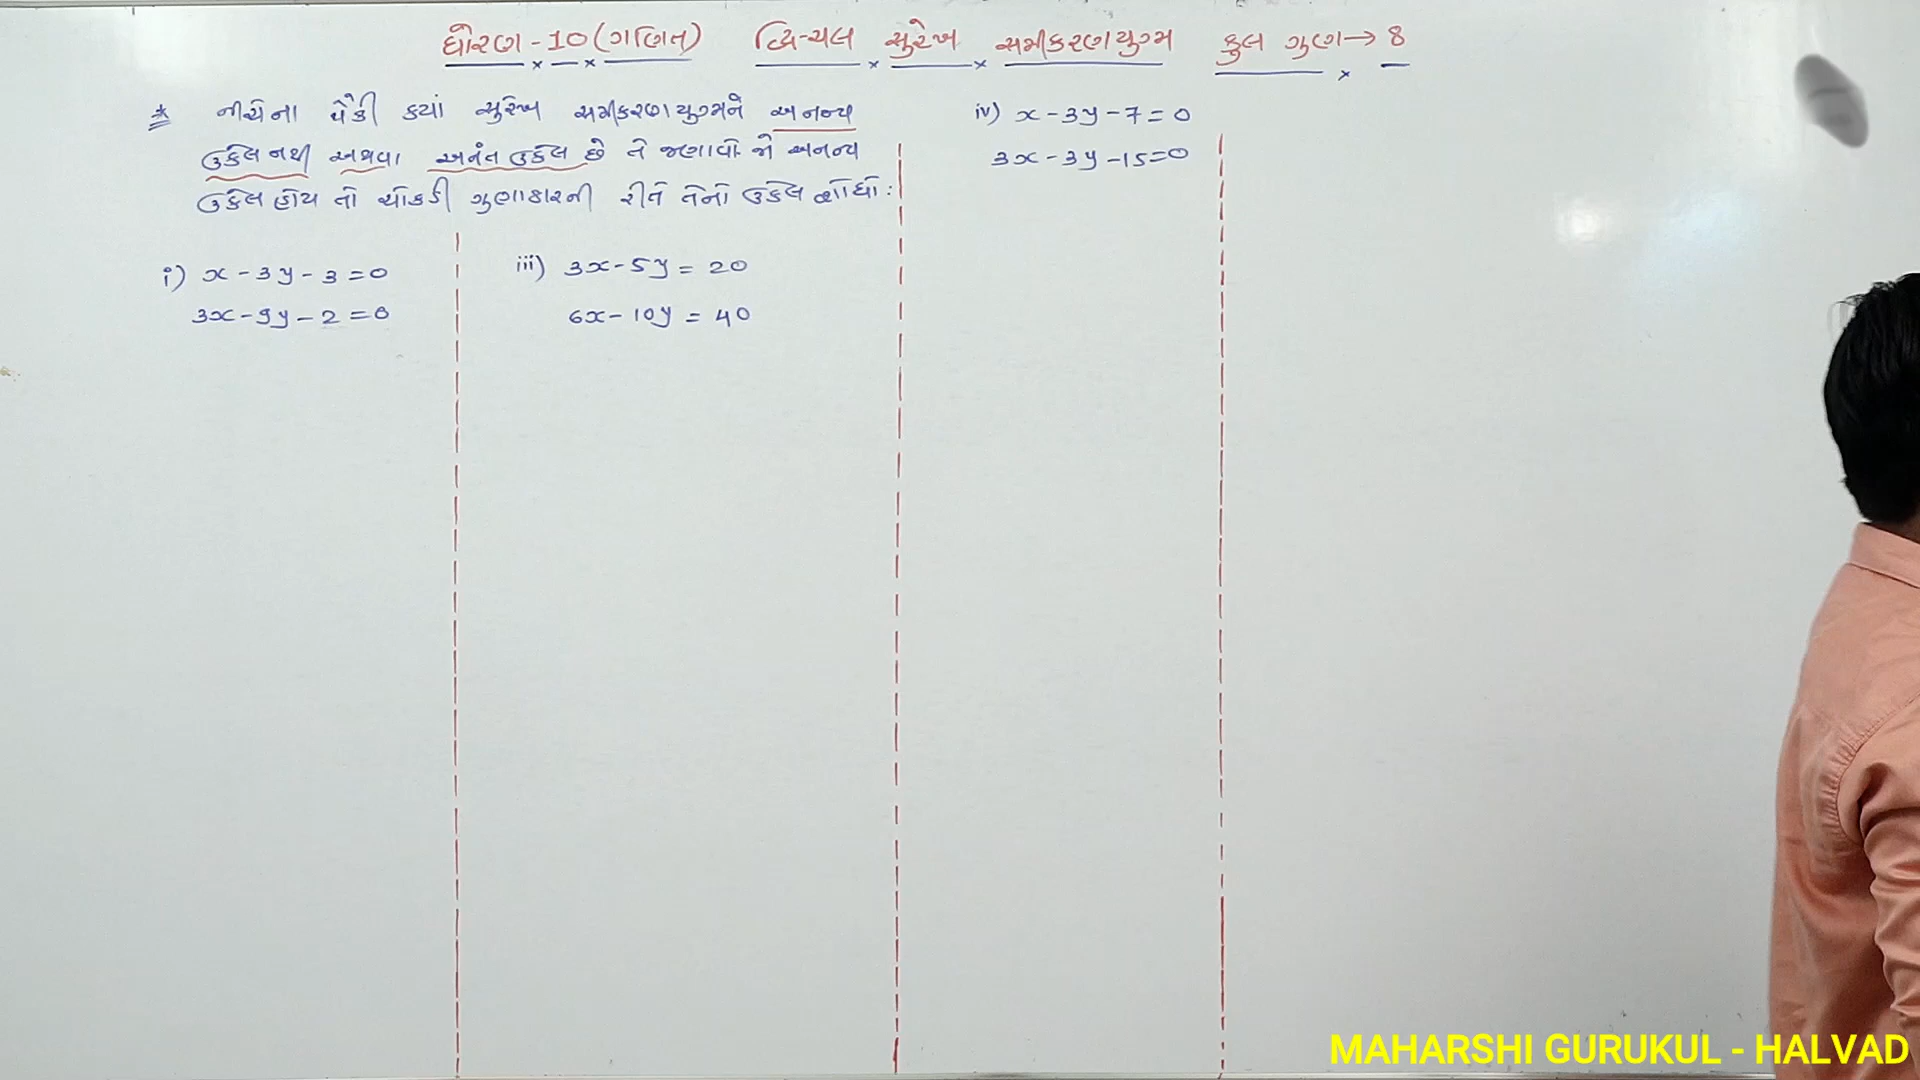 ધોરણ - 10 (ગણિત) દ્વિ-ચલ સુરેખ સમીકરણયુગ્મ કુલ ગુણ → 8
* નીચેના પૈકી કયાં સુરેખ સમીકરણયુગ્મને અનન્ય
ઉકેલ નથી અથવા અનંત ઉકેલ છે તે જણાવો. જો અનન્ય
ઉકેલ હોય તો ચોકડી ગુણાકારની રીતે તેનો ઉકેલ શોધો:
i) x - 3y - 3 = 0
3x - 9y - 2 = 0
iii) 3x - 5y = 20
6x - 10y = 40
iv) x - 3y - 7 = 0
3x - 3y - 15 = 0
MAHARSHI GURUKUL - HALVAD